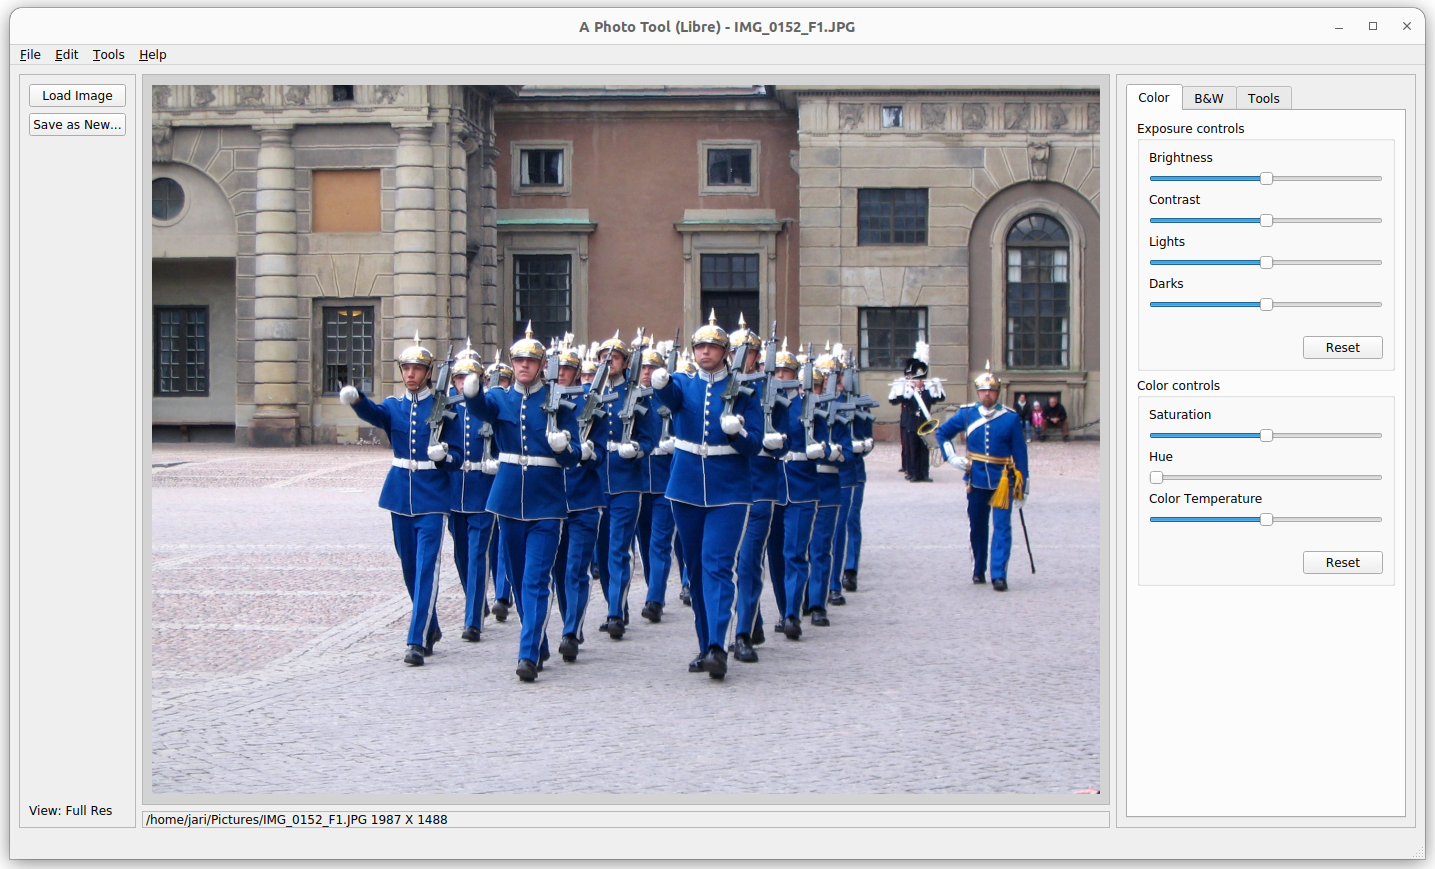 A Photo Tool (Libre) - IMG_0152_F1.JPG
File Edit Tools Help
Load Image
Save as New...
View: Full Res
/home/jari/Pictures/IMG_0152_F1.JPG 1987 X 1488
Color B&W Tools
Exposure controls
Brightness
Contrast
Lights
Darks
Reset
Color controls
Saturation
Hue
Color Temperature
Reset